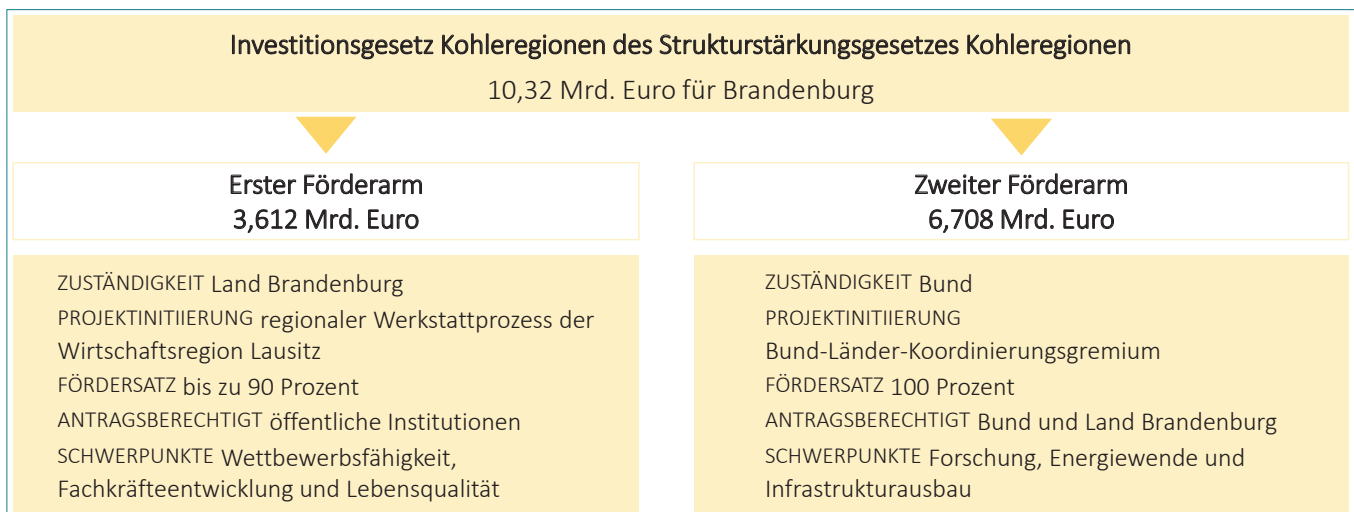 Investitionsgesetz Kohleregionen des Strukturstärkungsgesetzes Kohleregionen
10,32 Mrd. Euro für Brandenburg
Erster Förderarm
3,612 Mrd. Euro
ZUSTÄNDIGKEIT Land Brandenburg
PROJEKTINITIIERUNG regionaler Werkstattprozess der
Wirtschaftsregion Lausitz
FÖRDERSATZ bis zu 90 Prozent
ANTRAGSBERECHTIGT öffentliche Institutionen
SCHWERPUNKTE Wettbewerbsfähigkeit,
Fachkräfteentwicklung und Lebensqualität
Zweiter Förderarm
6,708 Mrd. Euro
ZUSTÄNDIGKEIT Bund
PROJEKTINITIIERUNG
Bund-Länder-Koordinierungsgremium
FÖRDERSATZ 100 Prozent
ANTRAGSBERECHTIGT Bund und Land Brandenburg
SCHWERPUNKTE Forschung, Energiewende und
Infrastrukturausbau